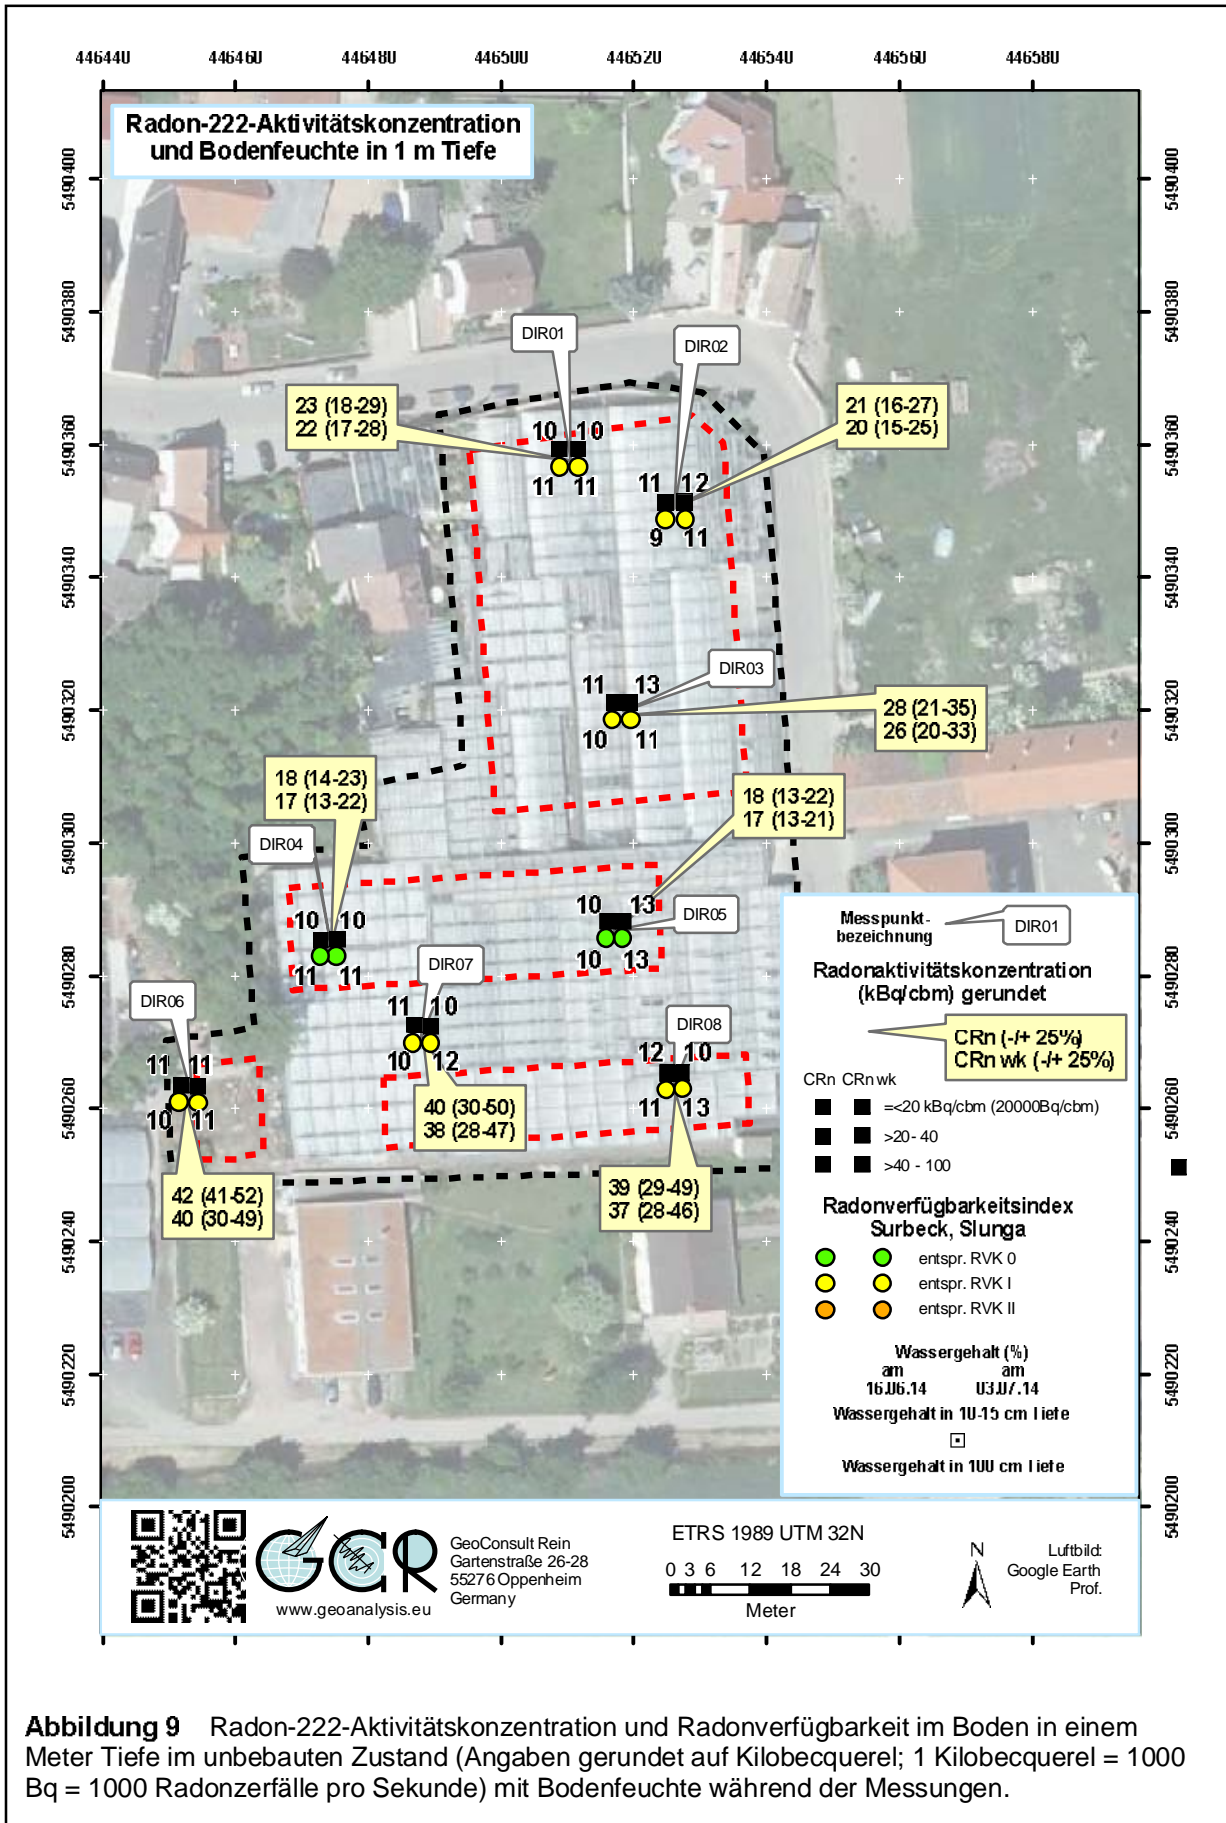 446440 446460 446480 446500 446520 446540 446560 446580
Radon-222-Aktivitätskonzentration
und Bodenfeuchte in 1 m Tiefe
5490400 5490400
5490380 5490380
DIR01
DIR02
23 (18-29)
22 (17-28)
21 (16-27)
20 (15-25)
10 10
11 11
5490360 5490360
11 12
9 11
5490340 5490340
DIR03
11 13
10 11
28 (21-35)
26 (20-33)
5490320 5490320
18 (14-23)
17 (13-22)
18 (13-22)
17 (13-21)
5490300 5490300
DIR04
10 10
11 11
10 13
DIR05
10 13
5490280 5490280
DIR07
11 10
10 12
DIR06
11 11
10 11
DIR08
12 10
11 13
5490260 5490260
40 (30-50)
38 (28-47)
42 (41-52)
40 (30-49)
39 (29-49)
37 (28-46)
5490240 5490240
5490220 5490220
5490200 5490200
Messpunkt-
bezeichnung
DIR01
Radonaktivitätskonzentration
(kBq/cbm) gerundet
CRn (-/+ 25%)
CRn wk (-/+ 25%)
CRn CRn wk
=<20 kBq/cbm (20000Bq/cbm)
>20- 40
>40 - 100
Radonverfügbarkeitsindex
Surbeck, Slunga
entspr. RVK 0
entspr. RVK I
entspr. RVK II
Wassergehalt (%)
am am
16.06.14 03.07.14
Wassergehalt in 10-15 cm Tiefe
Wassergehalt in 100 cm Tiefe
GCR
www.geoanalysis.eu
GeoConsult Rein
Gartenstraße 26-28
55276 Oppenheim
Germany
ETRS 1989 UTM 32N
0 3 6 12 18 24 30
Meter
N
Luftbild:
Google Earth
Prof.
Abbildung 9 Radon-222-Aktivitätskonzentration und Radonverfügbarkeit im Boden in einem
Meter Tiefe im unbebauten Zustand (Angaben gerundet auf Kilobecquerel; 1 Kilobecquerel = 1000
Bq = 1000 Radonzerfälle pro Sekunde) mit Bodenfeuchte während der Messungen.